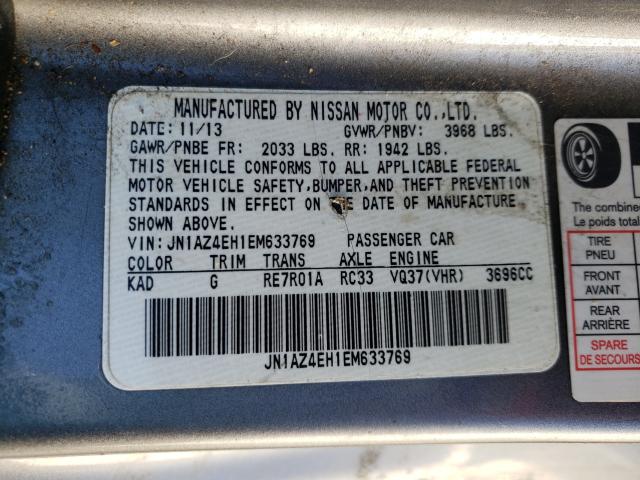 MANUFACTURED BY NISSAN MOTOR CO.,LTD.
DATE: 11/13 GVWR/PNBV: 3968 LBS.
GAWR/PNBE FR: 2033 LBS. RR: 1942 LBS.
THIS VEHICLE CONFORMS TO ALL APPLICABLE FEDERAL
MOTOR VEHICLE SAFETY,BUMPER,AND THEFT PREVENTION
STANDARDS IN EFFECT ON THE DATE OF MANUFACTURE
SHOWN ABOVE.
VIN: JN1AZ4EH1EM633769 PASSENGER CAR
COLOR TRIM TRANS AXLE ENGINE
KAD G RE7R01A RC33 VQ37(VHR) 3696CC
JN1AZ4EH1EM633769
The combined
Le poids total
TIRE
PNEU
FRONT
AVANT
REAR
ARRIÈRE
SPARE
DE SECOURS